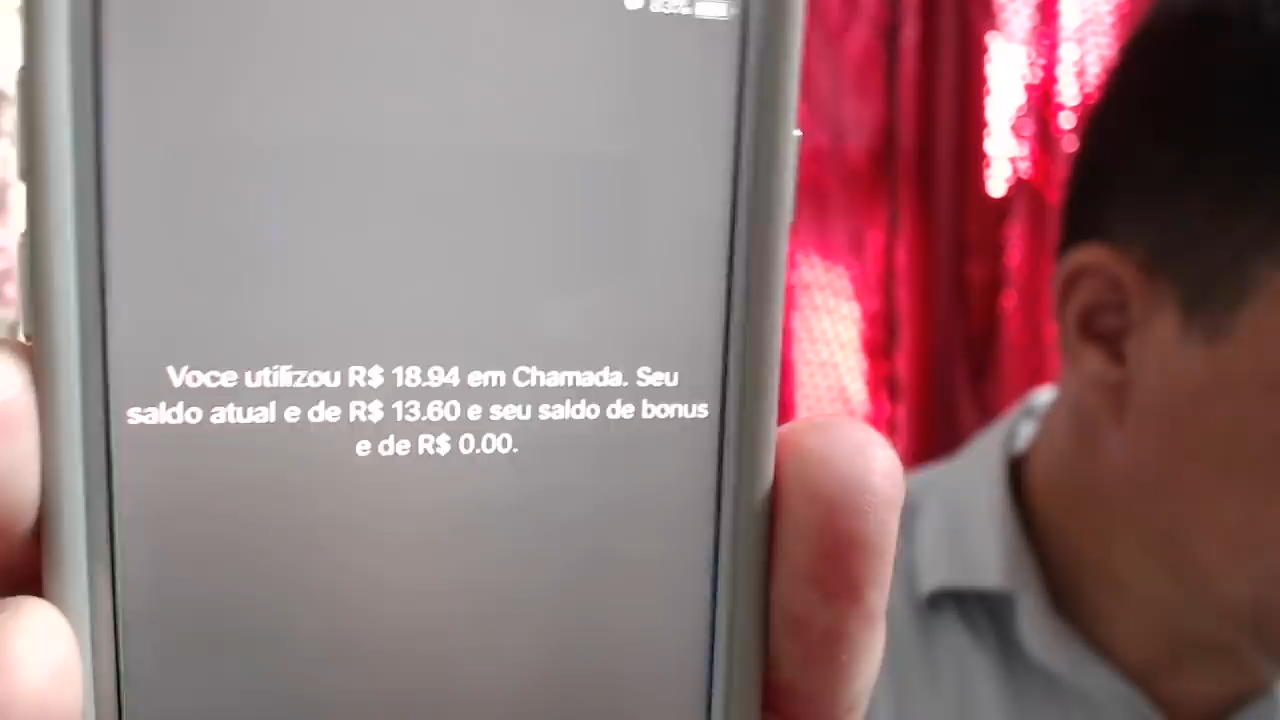 Voce utilizou R$ 18.94 em Chamada. Seu
saldo atual e de R$ 13.60 e seu saldo de bonus
e de R$ 0.00.